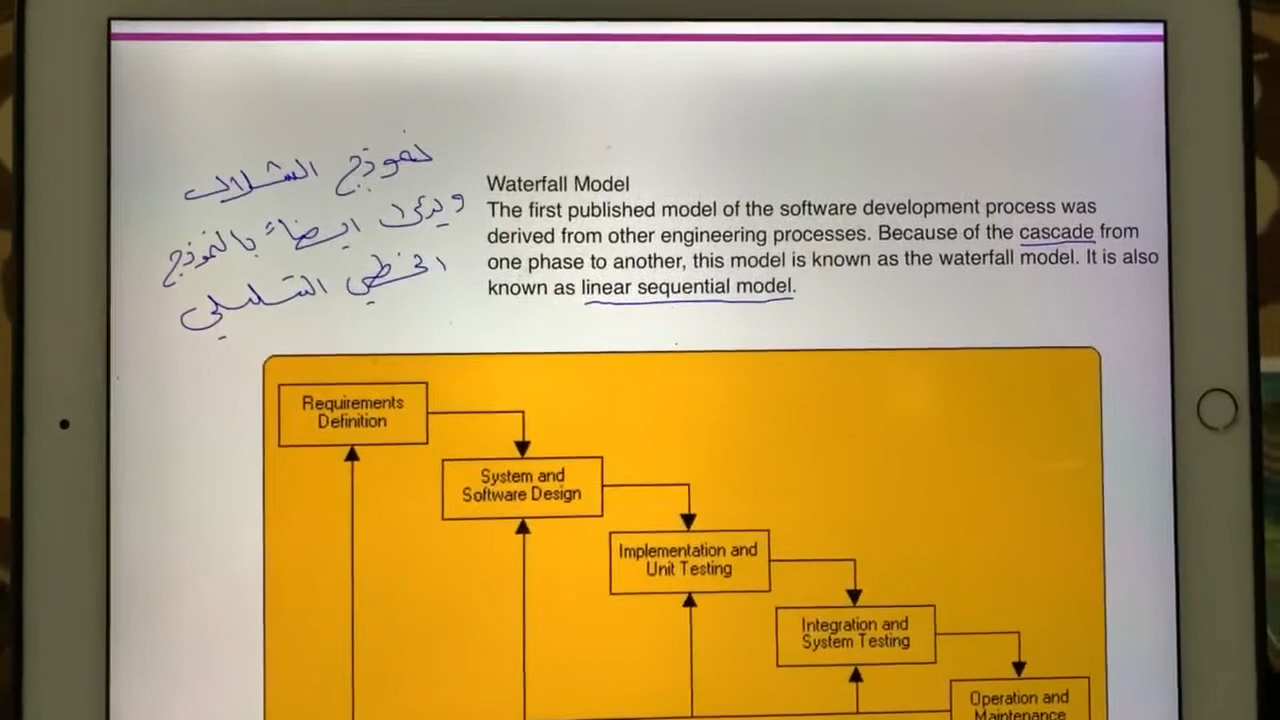 نموذج الشلال
ويدعى ايضاً بالنموذج
الخطي التسلسلي
Waterfall Model
The first published model of the software development process was
derived from other engineering processes. Because of the cascade from
one phase to another, this model is known as the waterfall model. It is also
known as linear sequential model.
Requirements
Definition
System and
Software Design
Implementation and
Unit Testing
Integration and
System Testing
Operation and
Maintenance